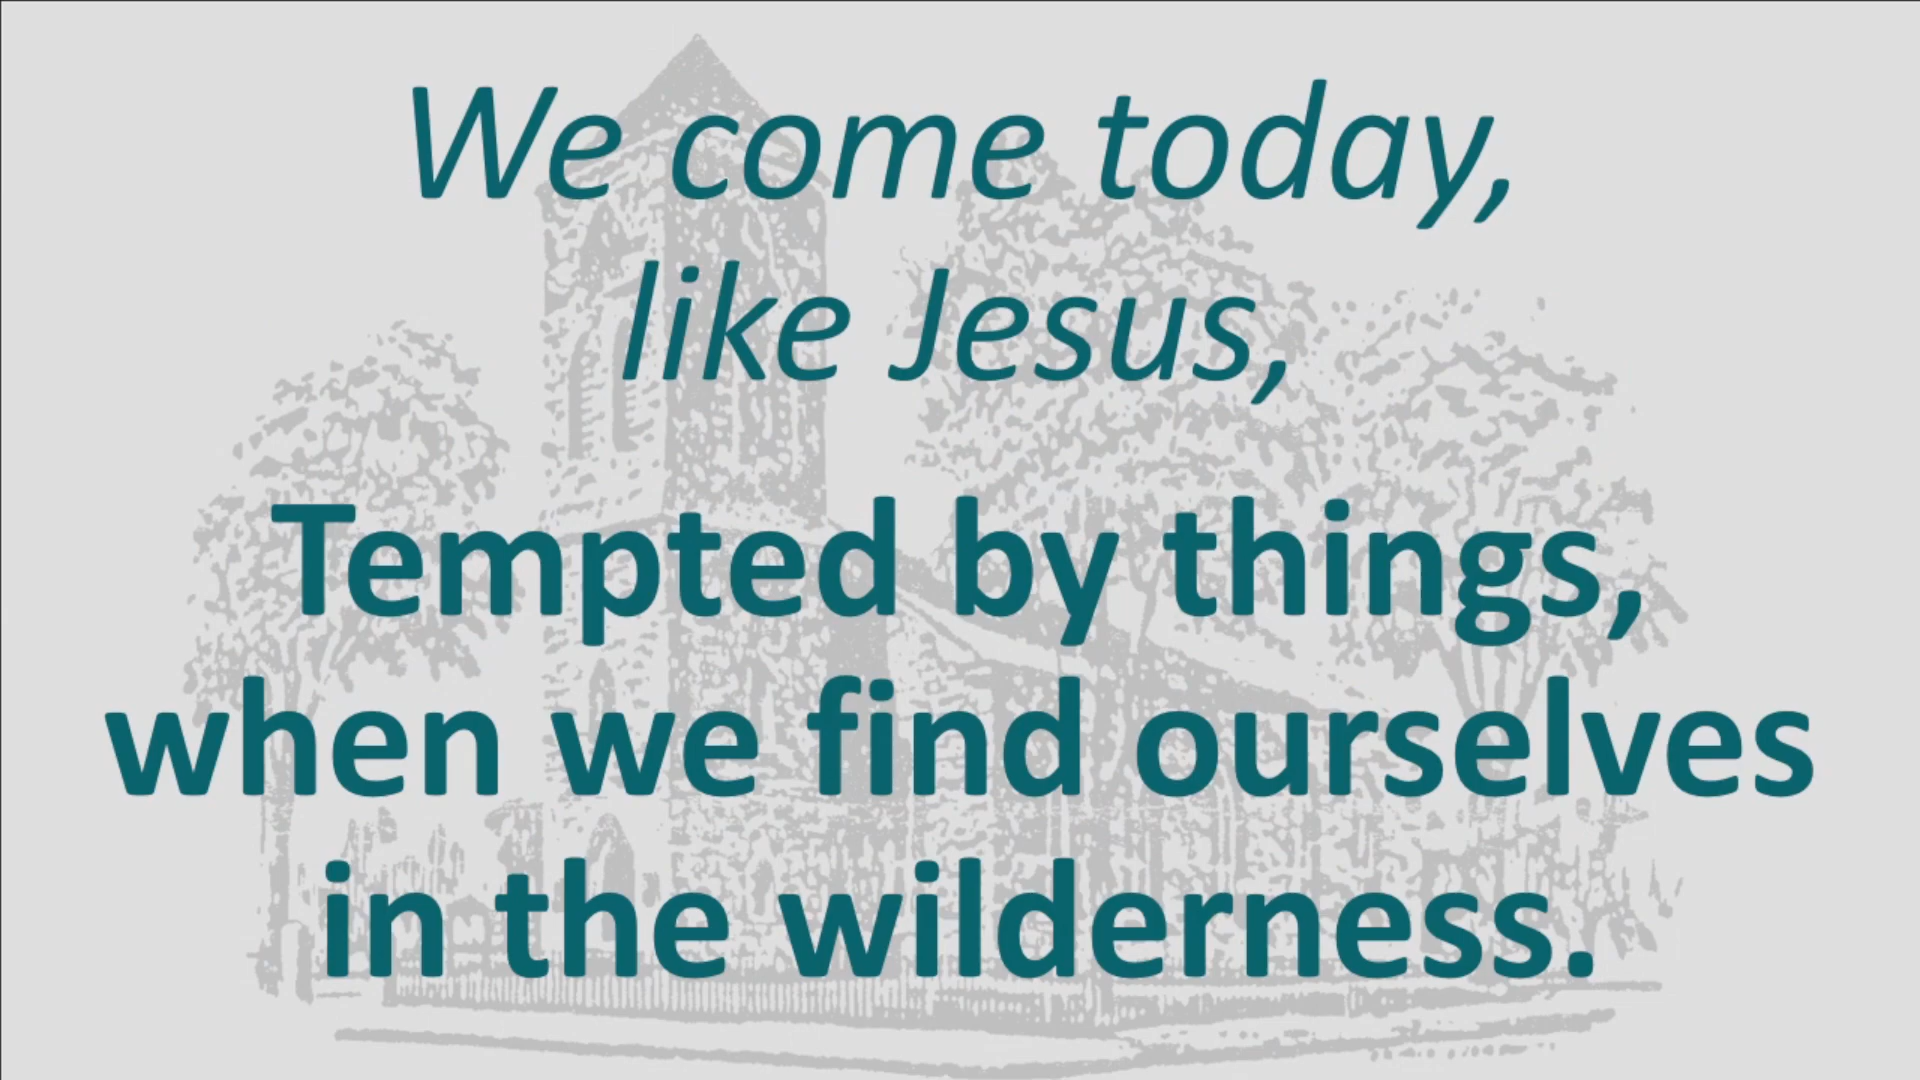 We come today,
like Jesus,
Tempted by things,
when we find ourselves
in the wilderness.